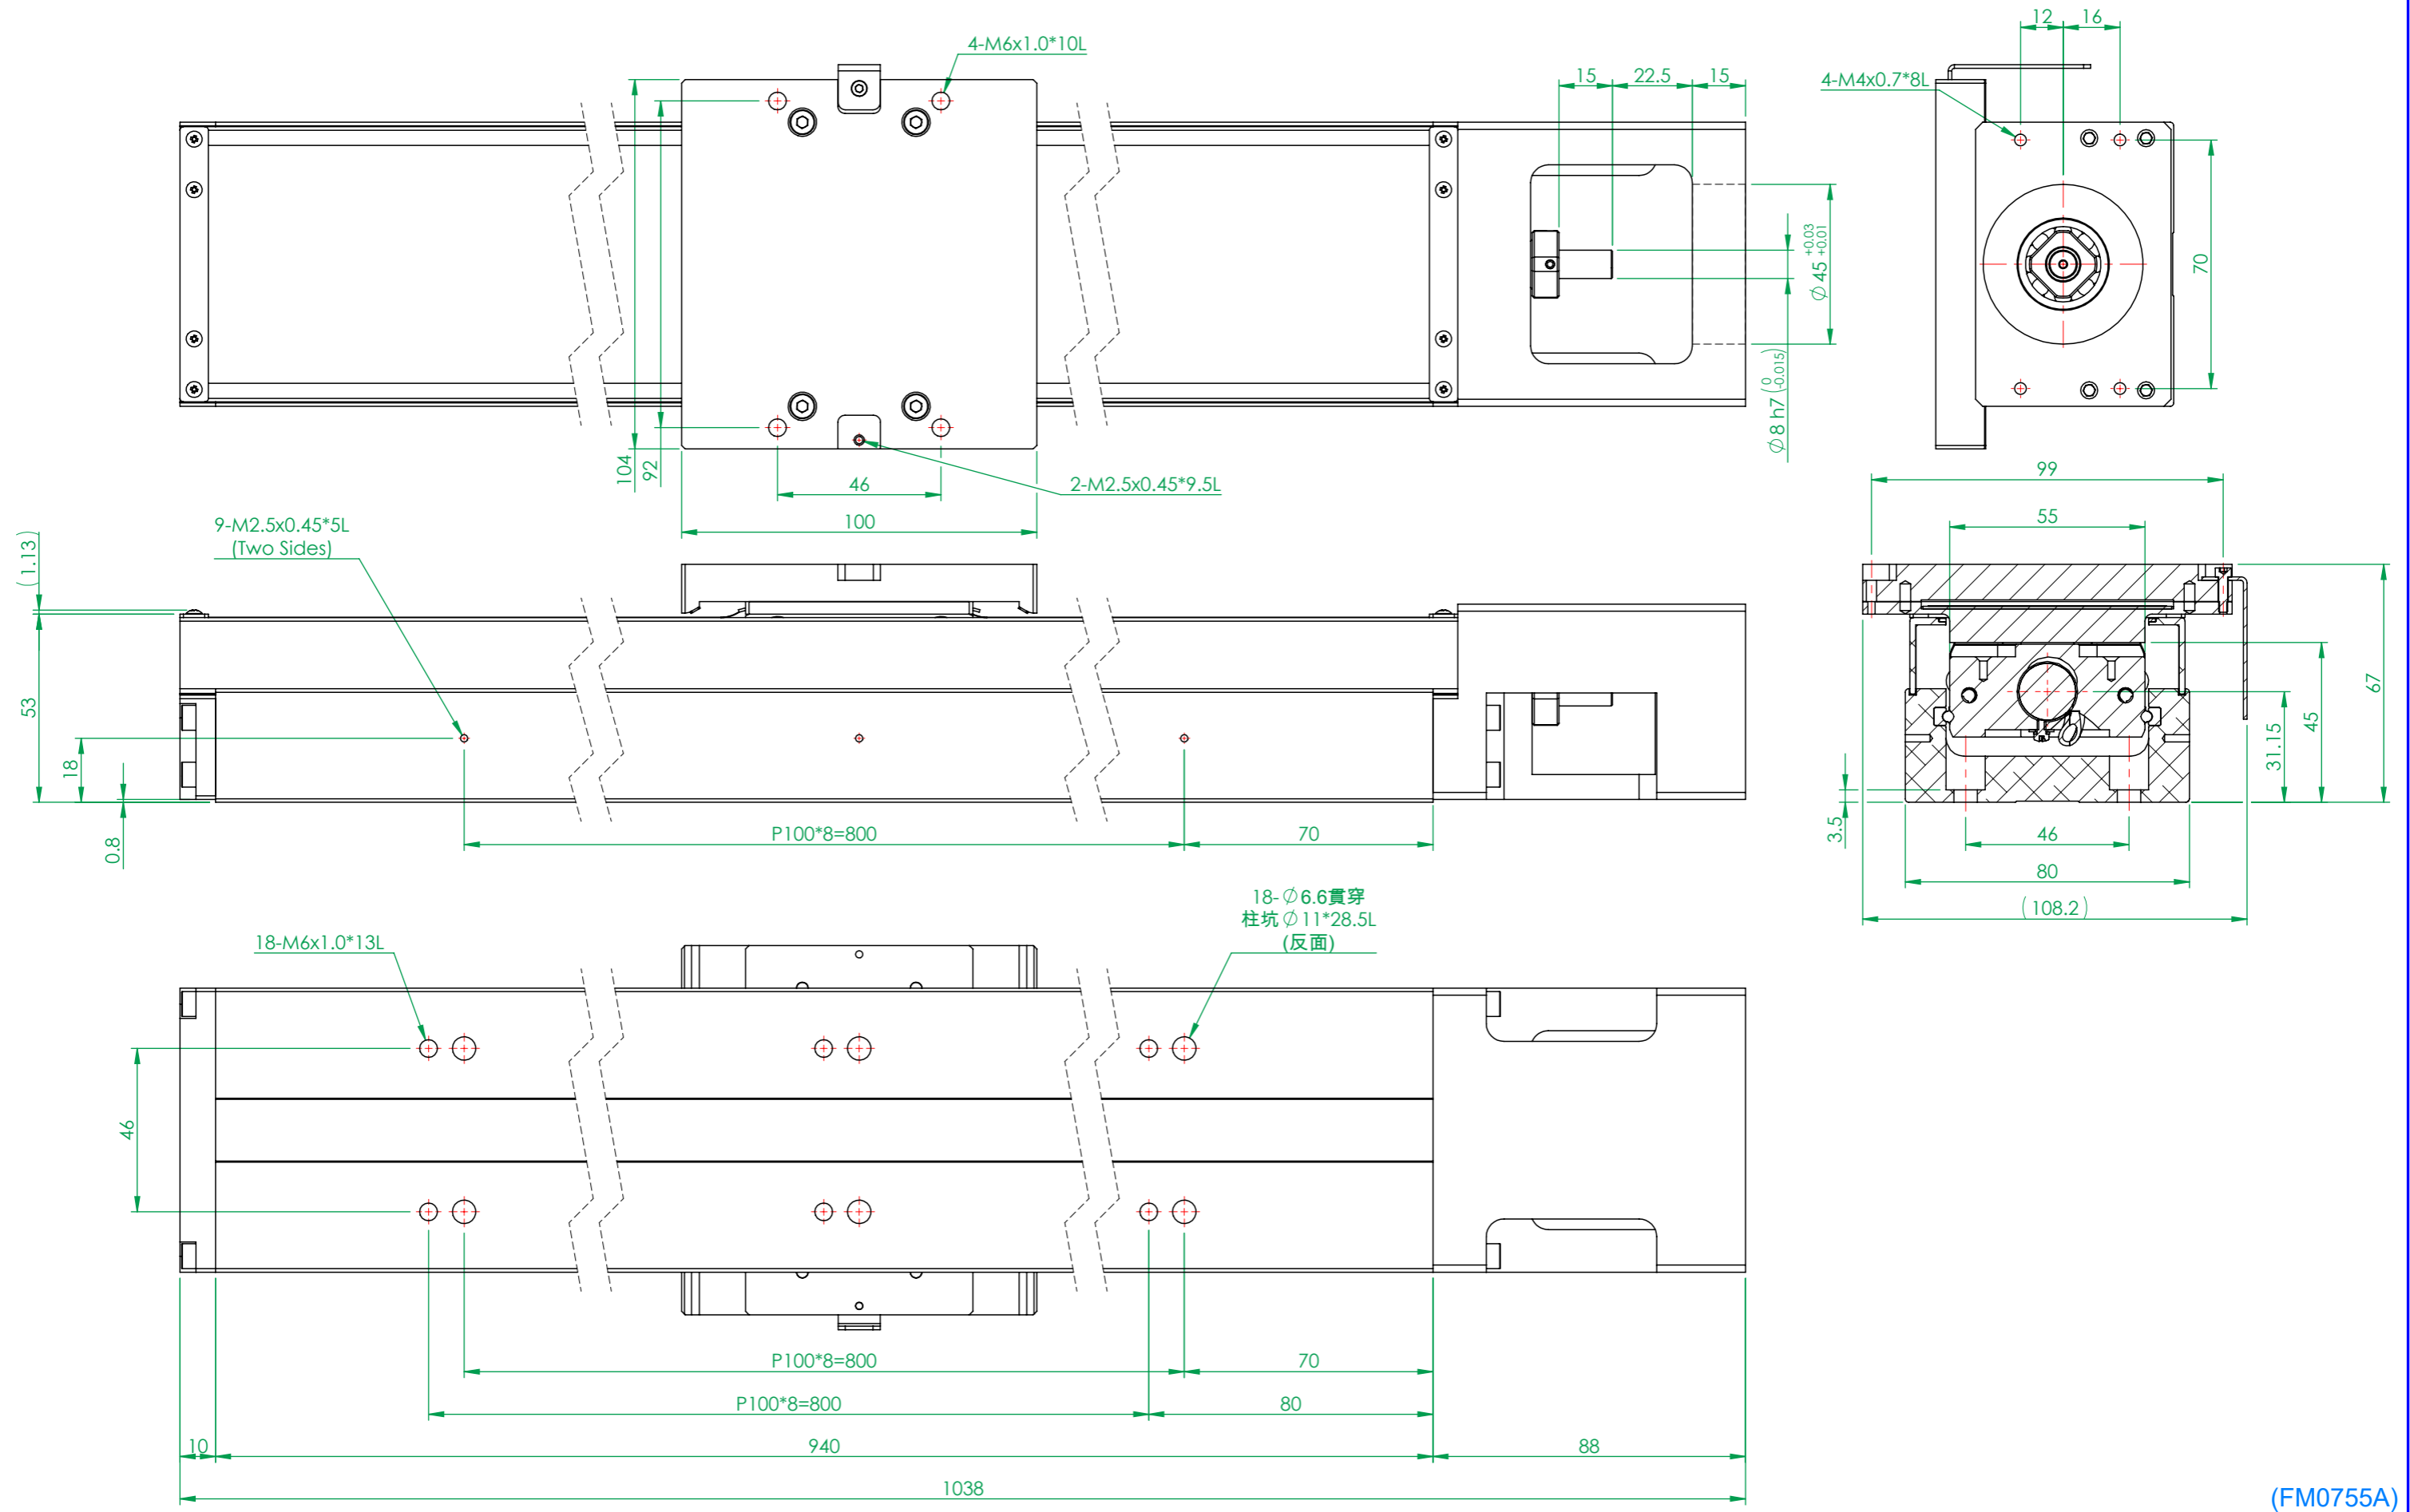 4-M6x1.0*10L
15
22.5
15
12
16
4-M4x0.7*8L
70
Ø45 +0.03 +0.01
Ø8 h7(0 -0.015)
104
92
46
100
2-M2.5x0.45*9.5L
9-M2.5x0.45*5L
(Two Sides)
(1.13)
53
18
0.8
P100*8=800
70
99
55
67
45
31.15
3.5
46
80
(108.2)
18-M6x1.0*13L
18-Ø6.6貫穿
柱坑Ø11*28.5L
(反面)
46
P100*8=800
70
P100*8=800
80
10
940
88
1038
(FM0755A)